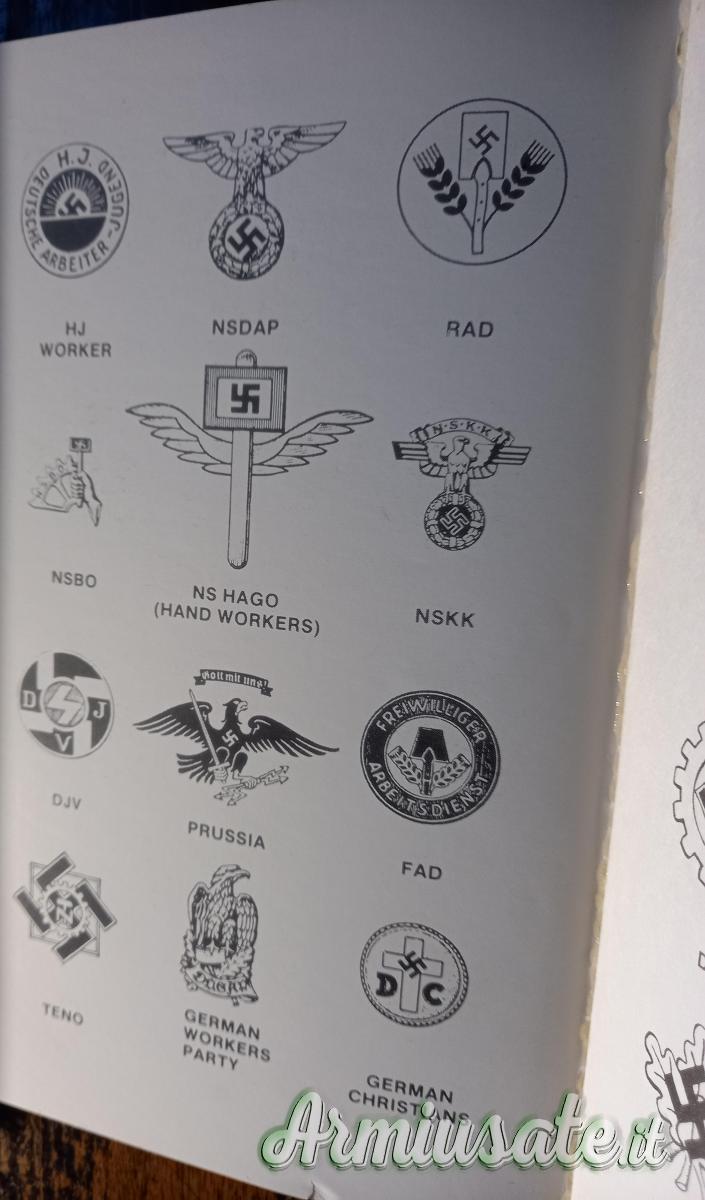 H.J. DEUTSCHE ARBEITER-JUGEND
HJ
WORKER
NSDAP
RAD
NSBO
NS HAGO
(HAND WORKERS)
N·S·K·K
NSKK
D J
V
DJV
Gott mit uns!
PRUSSIA
FREIWILLIGER
ARBEITSDIENST
FAD
TENO
GERMAN
WORKERS
PARTY
D C
GERMAN
CHRISTIANS
Armiusate.it